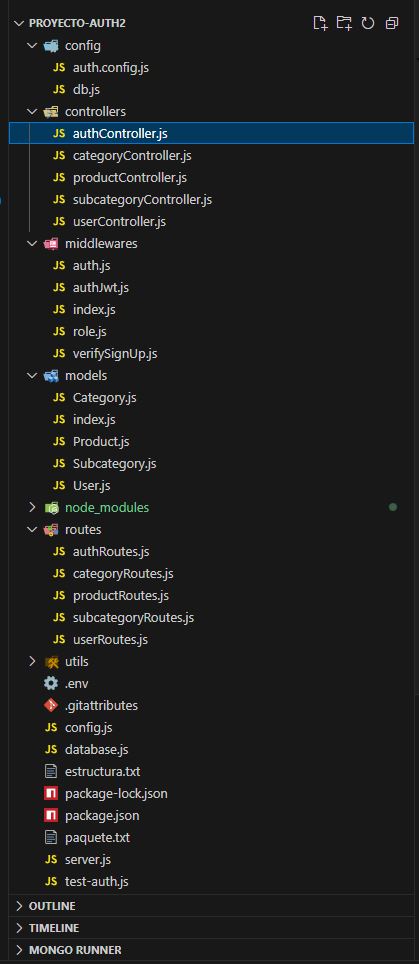 PROYECTO-AUTH2
config
JS auth.config.js
JS db.js
controllers
JS authController.js
JS categoryController.js
JS productController.js
JS subcategoryController.js
JS userController.js
middlewares
JS auth.js
JS authJwt.js
JS index.js
JS role.js
JS verifySignUp.js
models
JS Category.js
JS index.js
JS Product.js
JS Subcategory.js
JS User.js
node_modules
routes
JS authRoutes.js
JS categoryRoutes.js
JS productRoutes.js
JS subcategoryRoutes.js
JS userRoutes.js
utils
.env
.gitattributes
JS config.js
JS database.js
estructura.txt
package-lock.json
package.json
paquete.txt
JS server.js
JS test-auth.js
OUTLINE
TIMELINE
MONGO RUNNER